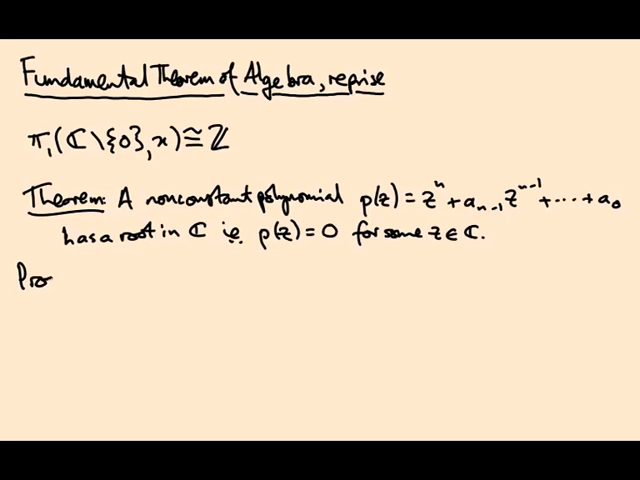 Fundamental Theorem of Algebra, reprise
π₁(ℂ\{0}, x) ≅ ℤ
Theorem: A nonconstant polynomial p(z) = zⁿ + aₙ₋₁zⁿ⁻¹ + ⋯ + a₀
has a root in ℂ i.e. p(z) = 0 for some z ∈ ℂ.
Proo